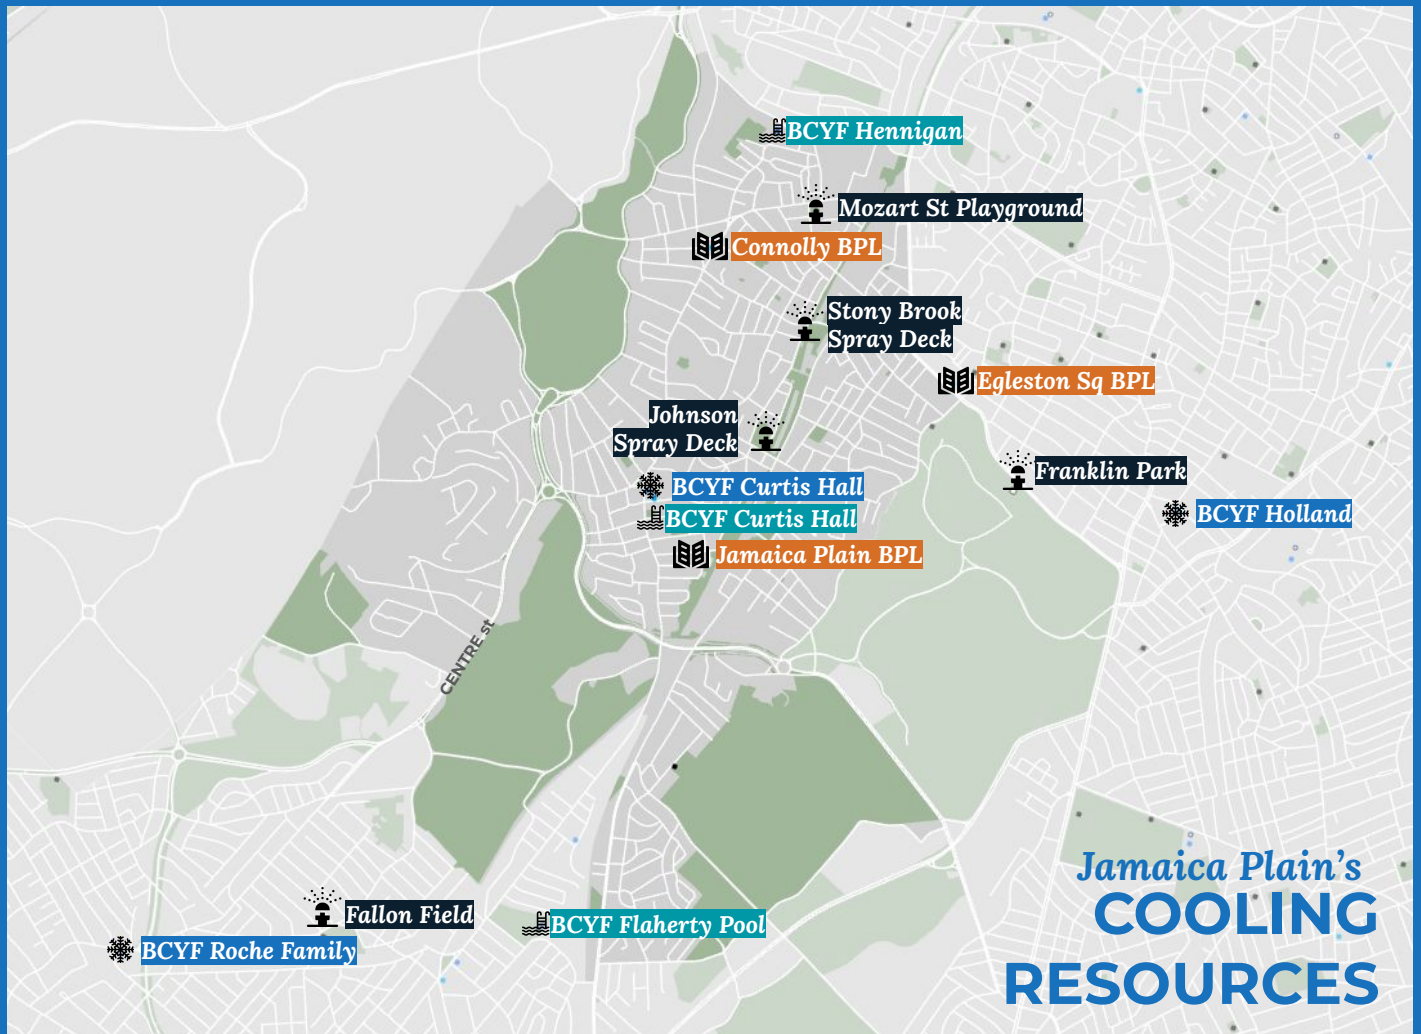 BCYF Hennigan
Mozart St Playground
Connolly BPL
Stony Brook
Spray Deck
Egleston Sq BPL
Johnson
Spray Deck
Franklin Park
BCYF Curtis Hall
BCYF Holland
BCYF Curtis Hall
Jamaica Plain BPL
CENTRE st
Jamaica Plain's
COOLING
RESOURCES
Fallon Field
BCYF Flaherty Pool
BCYF Roche Family